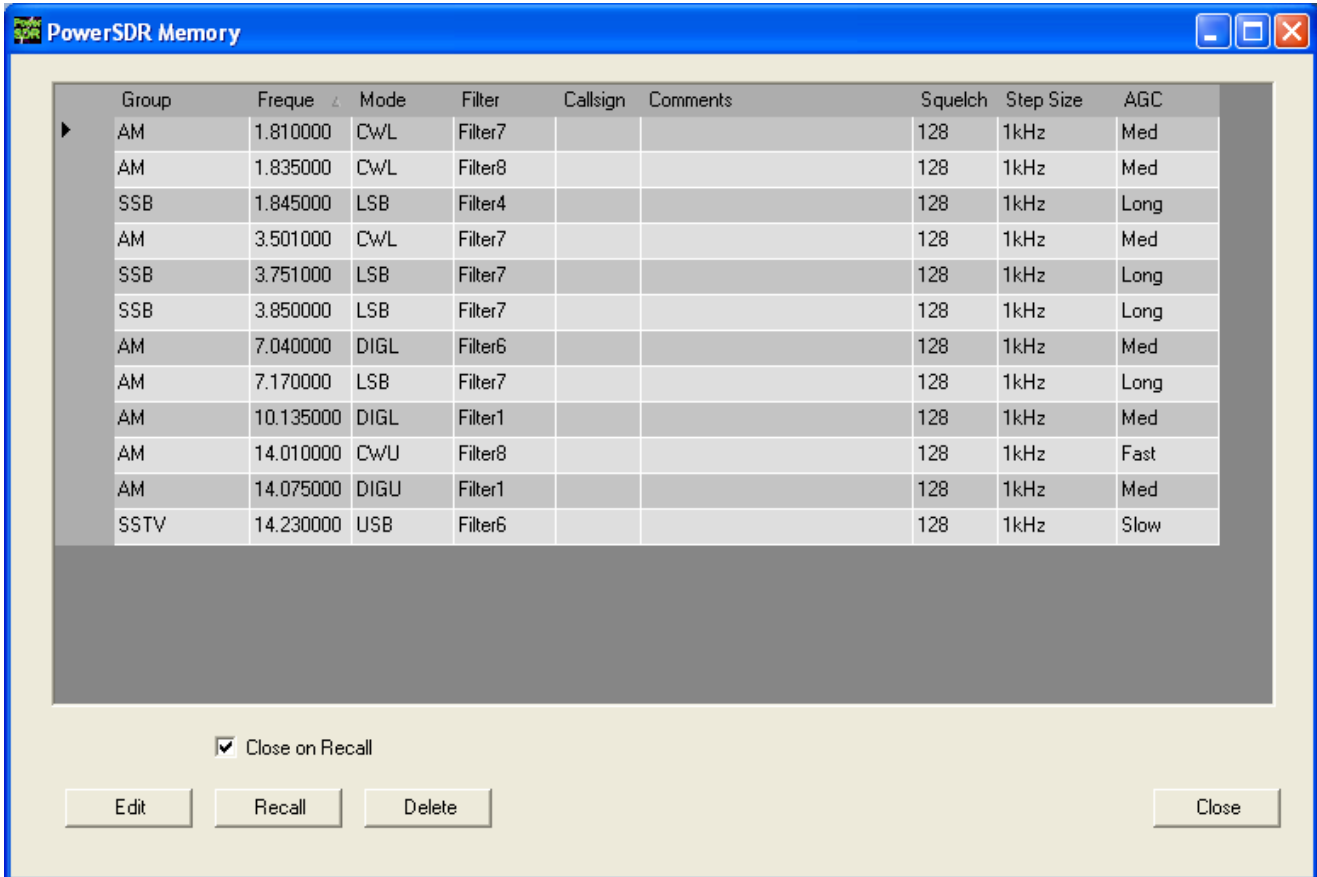 Power SDR PowerSDR Memory
Group Freque Mode Filter Callsign Comments Squelch Step Size AGC
AM 1.810000 CWL Filter7 128 1kHz Med
AM 1.835000 CWL Filter8 128 1kHz Med
SSB 1.845000 LSB Filter4 128 1kHz Long
AM 3.501000 CWL Filter7 128 1kHz Med
SSB 3.751000 LSB Filter7 128 1kHz Long
SSB 3.850000 LSB Filter7 128 1kHz Long
AM 7.040000 DIGL Filter6 128 1kHz Med
AM 7.170000 LSB Filter7 128 1kHz Long
AM 10.135000 DIGL Filter1 128 1kHz Med
AM 14.010000 CWU Filter8 128 1kHz Fast
AM 14.075000 DIGU Filter1 128 1kHz Med
SSTV 14.230000 USB Filter6 128 1kHz Slow
Close on Recall
Edit Recall Delete Close